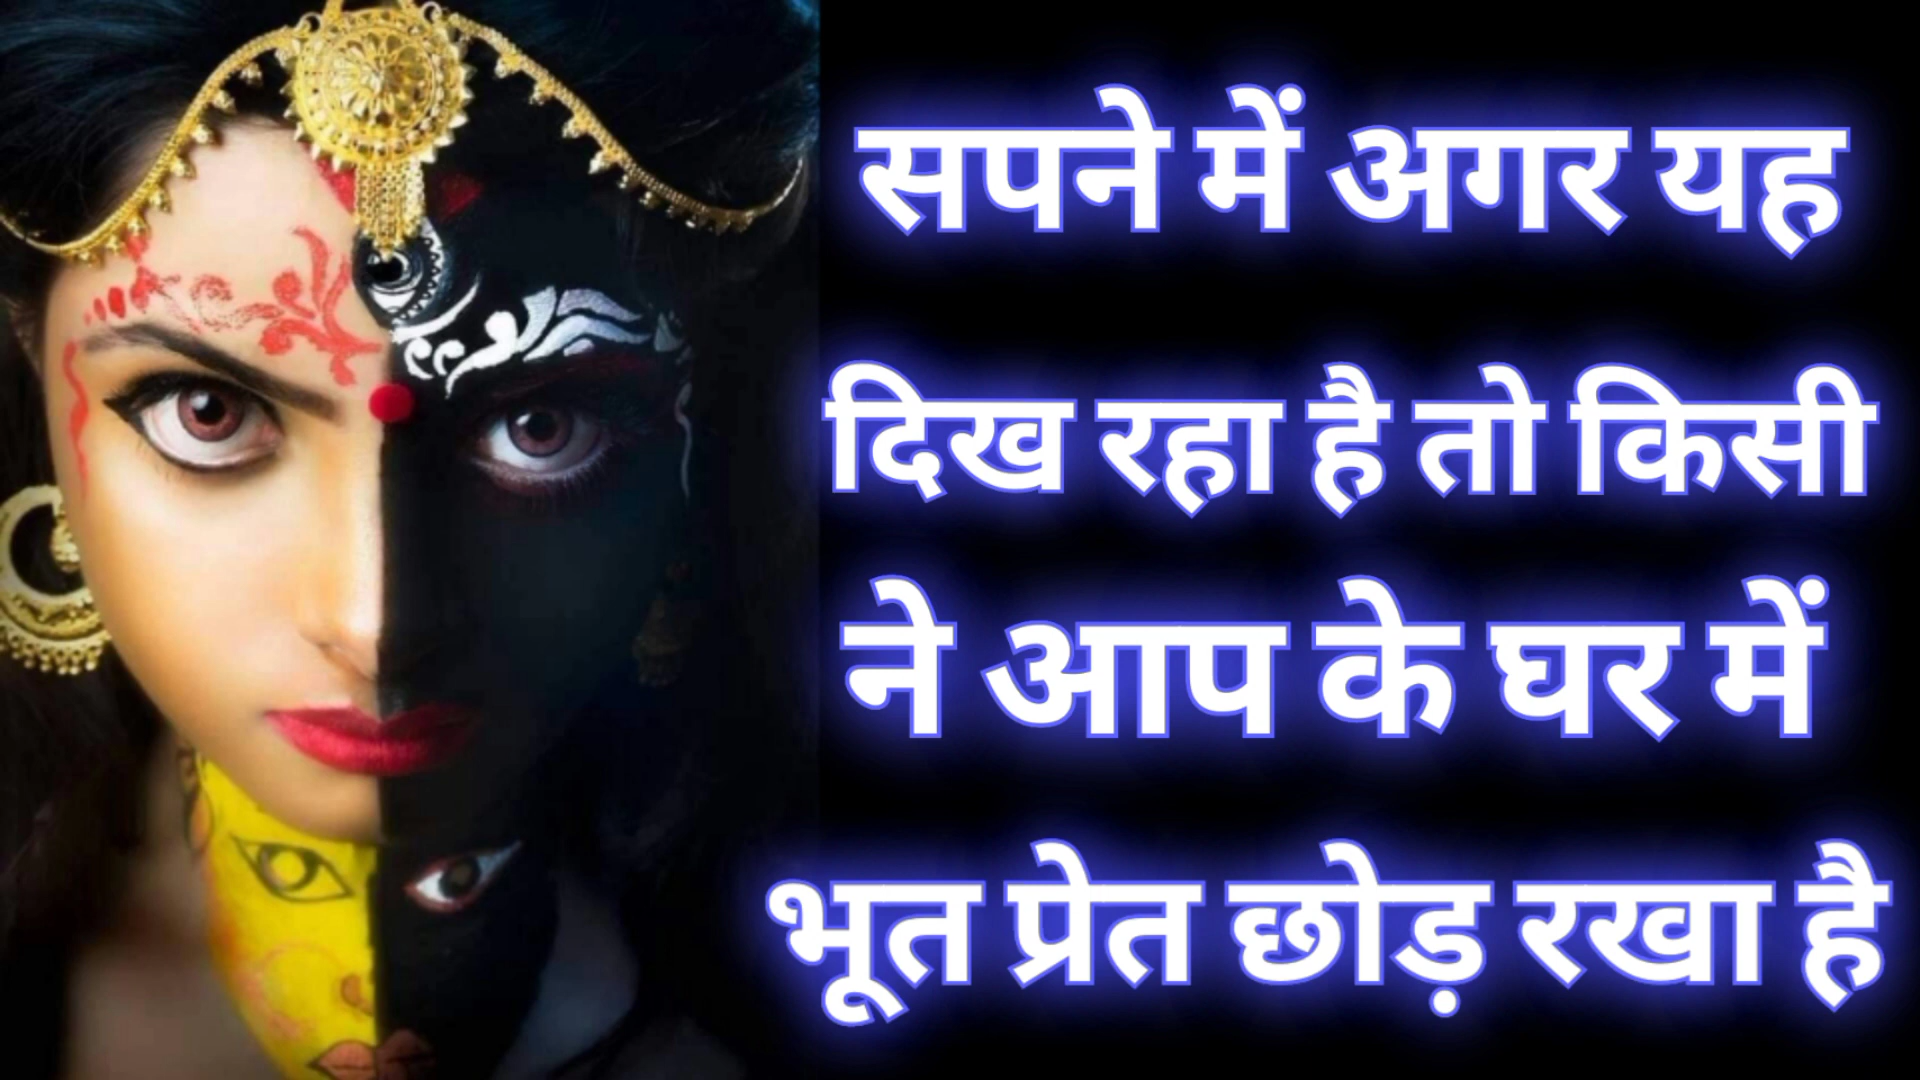 सपने में अगर यह
दिख रहा है तो किसी
ने आप के घर में
भूत प्रेत छोड़ रखा है